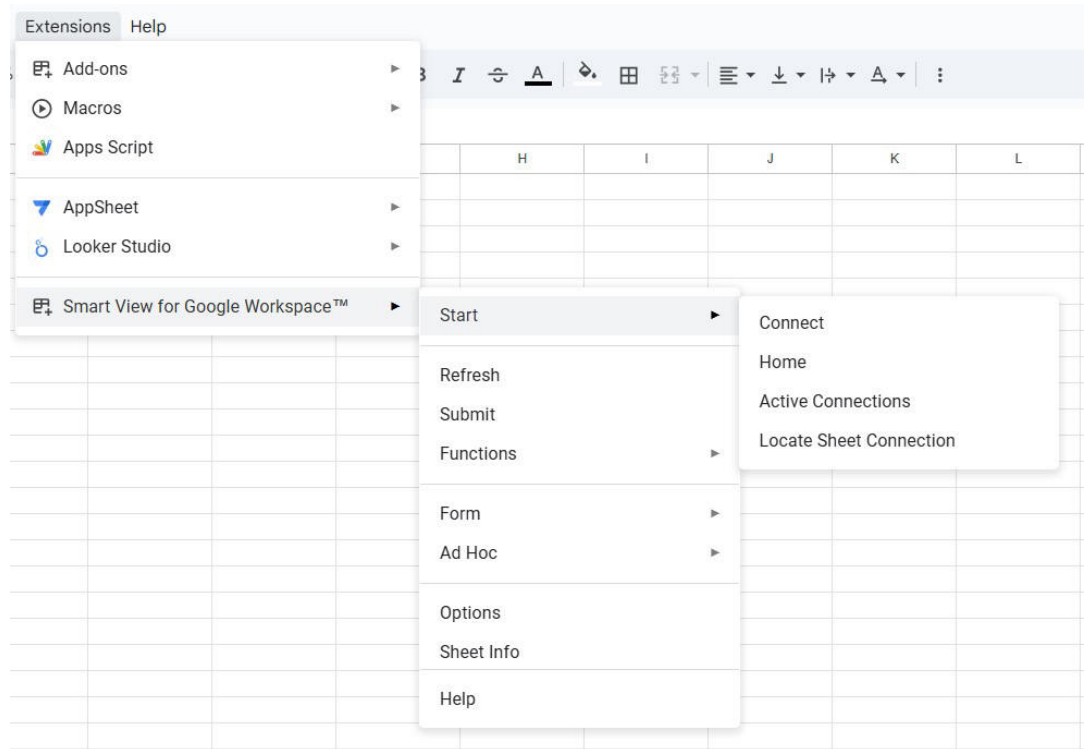 Extensions Help
Add-ons
Macros
Apps Script
AppSheet
Looker Studio
Smart View for Google Workspace™
A
A
H I J K L
Start
Refresh
Submit
Functions
Form
Ad Hoc
Options
Sheet Info
Help
Connect
Home
Active Connections
Locate Sheet Connection